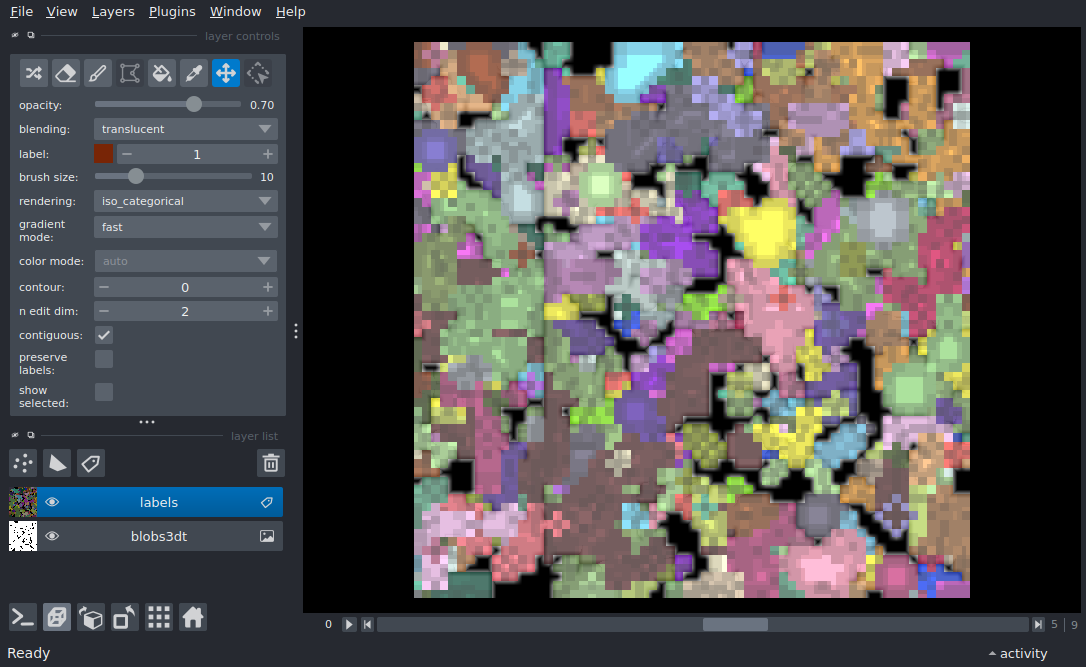 File View Layers Plugins Window Help
layer controls
opacity: 0.70
blending: translucent
label: 1
brush size: 10
rendering: iso_categorical
gradient
mode: fast
color mode: auto
contour: 0
n edit dim: 2
contiguous:
preserve
labels:
show
selected:
layer list
labels
blobs3dt
0 5 | 9
Ready activity